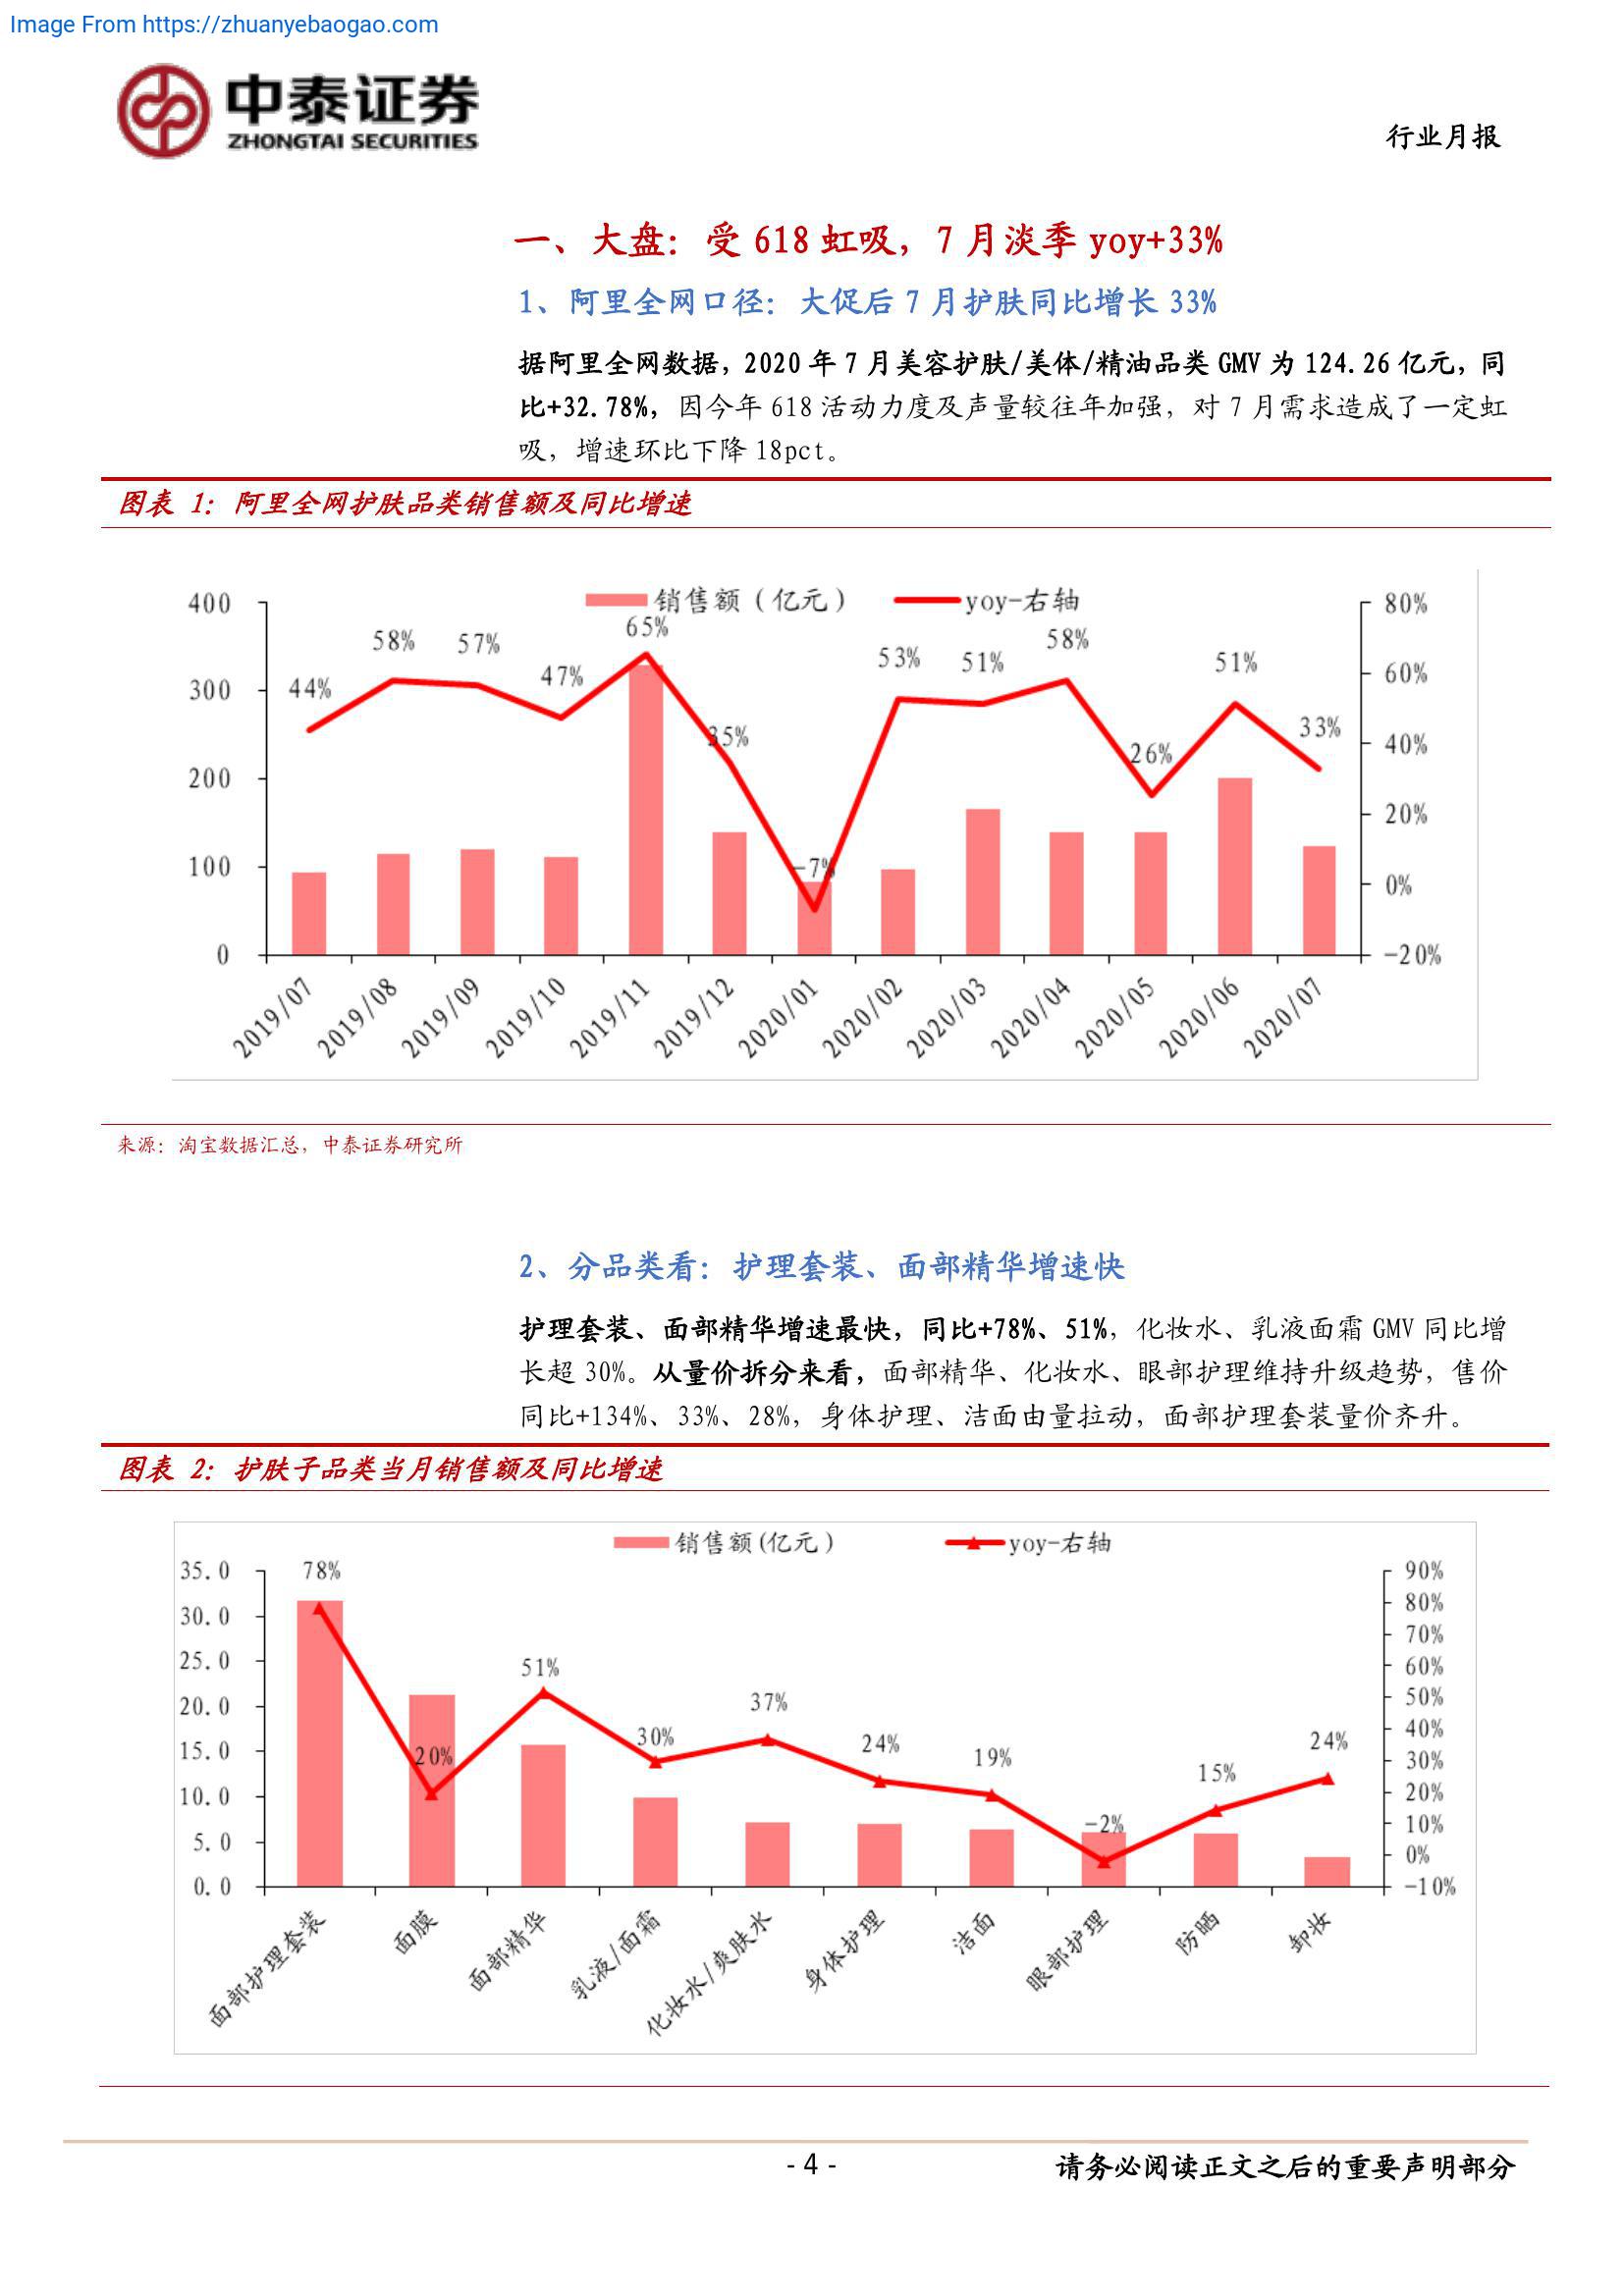 Image From https://zhuanyebaogao.com
中泰证券
ZHONGTAI SECURITIES
行业月报
一、大盘：受 618 虹吸，7 月淡季 yoy+33%
1、阿里全网口径：大促后 7 月护肤同比增长 33%
据阿里全网数据，2020 年 7 月美容护肤/美体/精油品类 GMV 为 124.26 亿元，同
比+32.78%，因今年 618 活动力度及声量较往年加强，对 7 月需求造成了一定虹
吸，增速环比下降 18pct。
图表 1：阿里全网护肤品类销售额及同比增速
销售额（亿元） yoy-右轴
400
300
200
100
0
44% 58% 57% 47% 65% 35% -7% 53% 51% 58% 26% 51% 33%
80%
60%
40%
20%
0%
-20%
2019/07 2019/08 2019/09 2019/10 2019/11 2019/12 2020/01 2020/02 2020/03 2020/04 2020/05 2020/06 2020/07
来源：淘宝数据汇总，中泰证券研究所
2、分品类看：护理套装、面部精华增速快
护理套装、面部精华增速最快，同比+78%、51%，化妆水、乳液面霜 GMV 同比增
长超 30%。从量价拆分来看，面部精华、化妆水、眼部护理维持升级趋势，售价
同比+134%、33%、28%，身体护理、洁面由量拉动，面部护理套装量价齐升。
图表 2：护肤子品类当月销售额及同比增速
销售额(亿元) yoy-右轴
35.0
30.0
25.0
20.0
15.0
10.0
5.0
0.0
78% 20% 51% 30% 37% 24% 19% -2% 15% 24%
90%
80%
70%
60%
50%
40%
30%
20%
10%
0%
-10%
面部护理套装 面膜 面部精华 乳液/面霜 化妆水/爽肤水 身体护理 洁面 眼部护理 防晒 卸妆
- 4 -
请务必阅读正文之后的重要声明部分